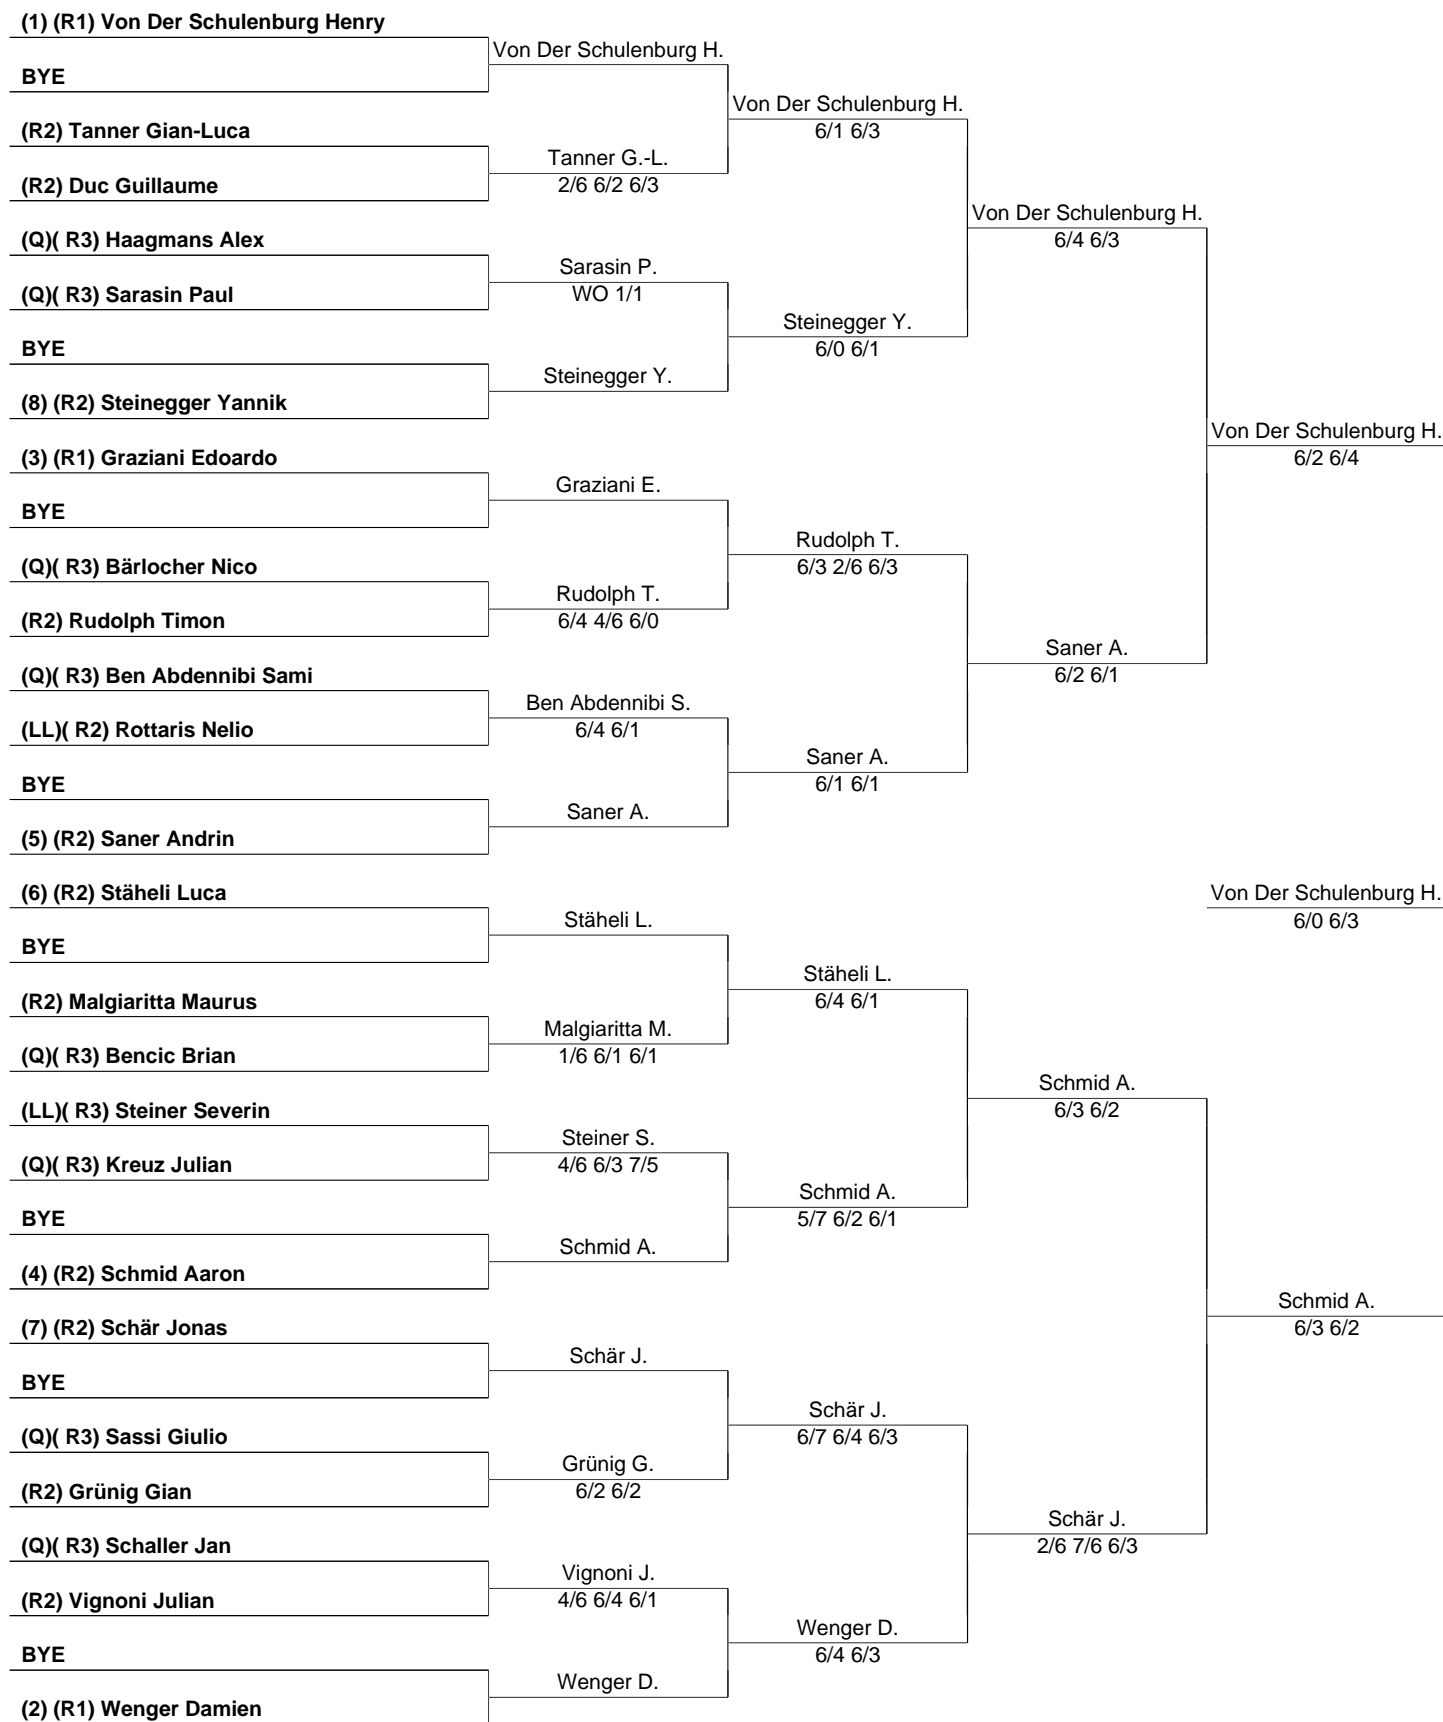 (1) (R1) Von Der Schulenburg Henry
BYE
(R2) Tanner Gian-Luca
(R2) Duc Guillaume
(Q)( R3) Haagmans Alex
(Q)( R3) Sarasin Paul
BYE
(8) (R2) Steinegger Yannik
(3) (R1) Graziani Edoardo
BYE
(Q)( R3) Bärlocher Nico
(R2) Rudolph Timon
(Q)( R3) Ben Abdennibi Sami
(LL)( R2) Rottaris Nelio
BYE
(5) (R2) Saner Andrin
(6) (R2) Stäheli Luca
BYE
(R2) Malgiaritta Maurus
(Q)( R3) Bencic Brian
(LL)( R3) Steiner Severin
(Q)( R3) Kreuz Julian
BYE
(4) (R2) Schmid Aaron
(7) (R2) Schär Jonas
BYE
(Q)( R3) Sassi Giulio
(R2) Grünig Gian
(Q)( R3) Schaller Jan
(R2) Vignoni Julian
BYE
(2) (R1) Wenger Damien
Von Der Schulenburg H.
Tanner G.-L.
2/6 6/2 6/3
Sarasin P.
WO 1/1
Steinegger Y.
Graziani E.
Rudolph T.
6/4 4/6 6/0
Ben Abdennibi S.
6/4 6/1
Saner A.
Stäheli L.
Malgiaritta M.
1/6 6/1 6/1
Steiner S.
4/6 6/3 7/5
Schmid A.
Schär J.
Grünig G.
6/2 6/2
Vignoni J.
4/6 6/4 6/1
Wenger D.
Von Der Schulenburg H.
6/1 6/3
Steinegger Y.
6/0 6/1
Rudolph T.
6/3 2/6 6/3
Saner A.
6/1 6/1
Stäheli L.
6/4 6/1
Schmid A.
5/7 6/2 6/1
Schär J.
6/7 6/4 6/3
Wenger D.
6/4 6/3
Von Der Schulenburg H.
6/4 6/3
Saner A.
6/2 6/1
Schmid A.
6/3 6/2
Schär J.
2/6 7/6 6/3
Von Der Schulenburg H.
6/2 6/4
Von Der Schulenburg H.
6/0 6/3
Schmid A.
6/3 6/2